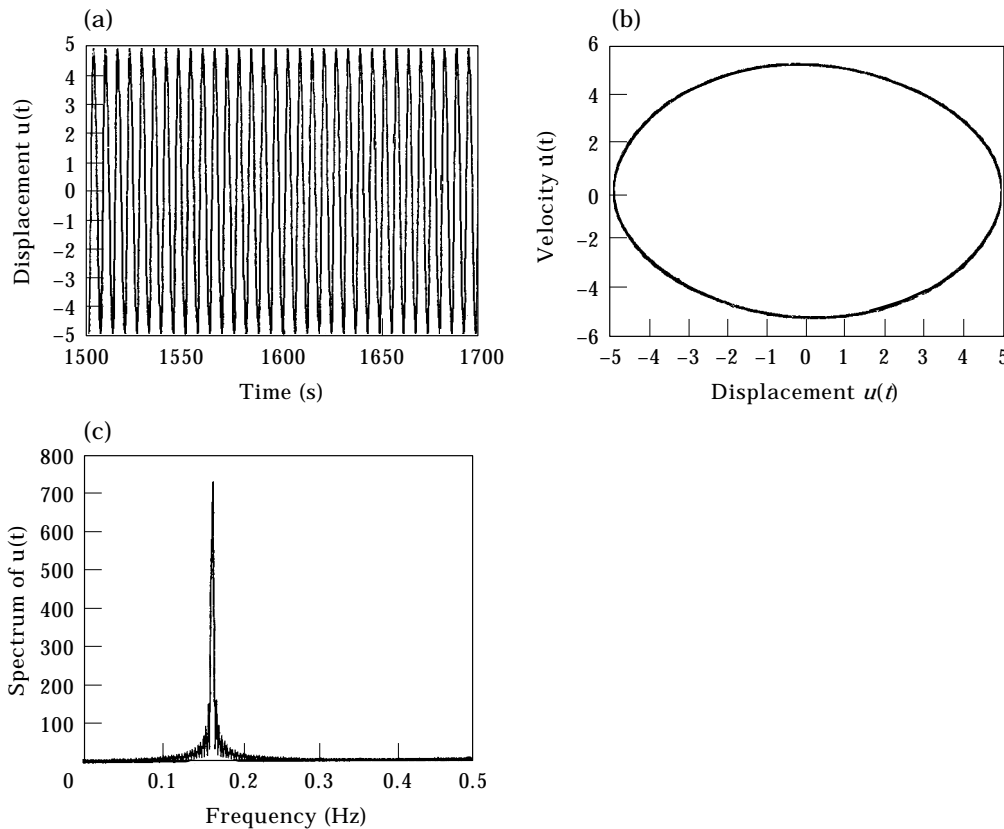 (a)
5
4
3
2
1
0
−1
−2
−3
−4
−5
1500 1550 1600 1650 1700
Displacement u(t)
Time (s)
(b)
6
4
2
0
−2
−4
−6
−5 −4 −3 −2 −1 0 1 2 3 4 5
Velocity u̇(t)
Displacement u(t)
(c)
800
700
600
500
400
300
200
100
0 0.1 0.2 0.3 0.4 0.5
Spectrum of u(t)
Frequency (Hz)